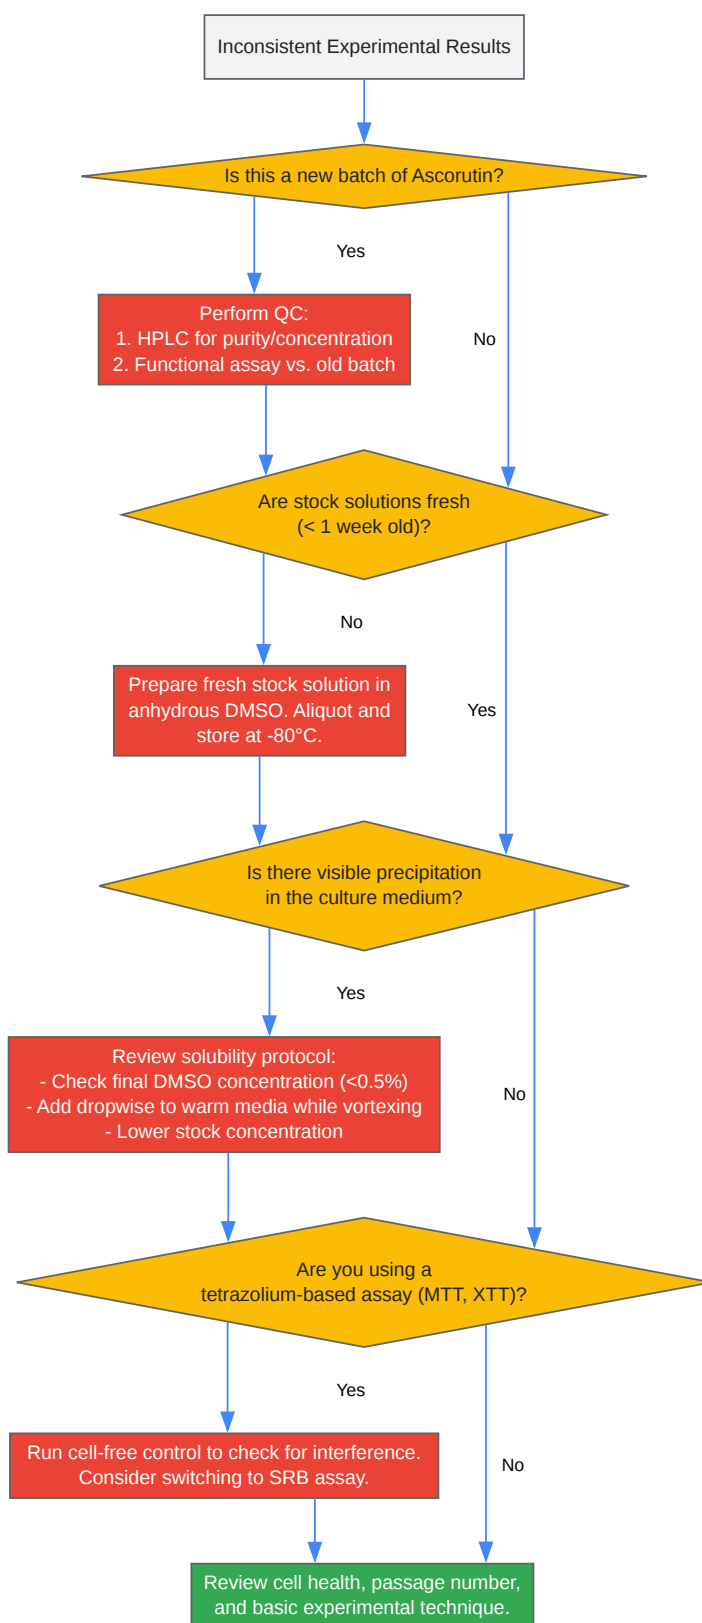 Inconsistent Experimental Results
Is this a new batch of Ascorutin?
Yes
Perform QC:
1. HPLC for purity/concentration
2. Functional assay vs. old batch
No
Are stock solutions fresh
(< 1 week old)?
No
Prepare fresh stock solution in
anhydrous DMSO. Aliquot and
store at -80°C.
Yes
Is there visible precipitation
in the culture medium?
Yes
Review solubility protocol:
- Check final DMSO concentration (<0.5%)
- Add dropwise to warm media while vortexing
- Lower stock concentration
No
Are you using a
tetrazolium-based assay (MTT, XTT)?
Yes
Run cell-free control to check for interference.
Consider switching to SRB assay.
No
Review cell health, passage number,
and basic experimental technique.